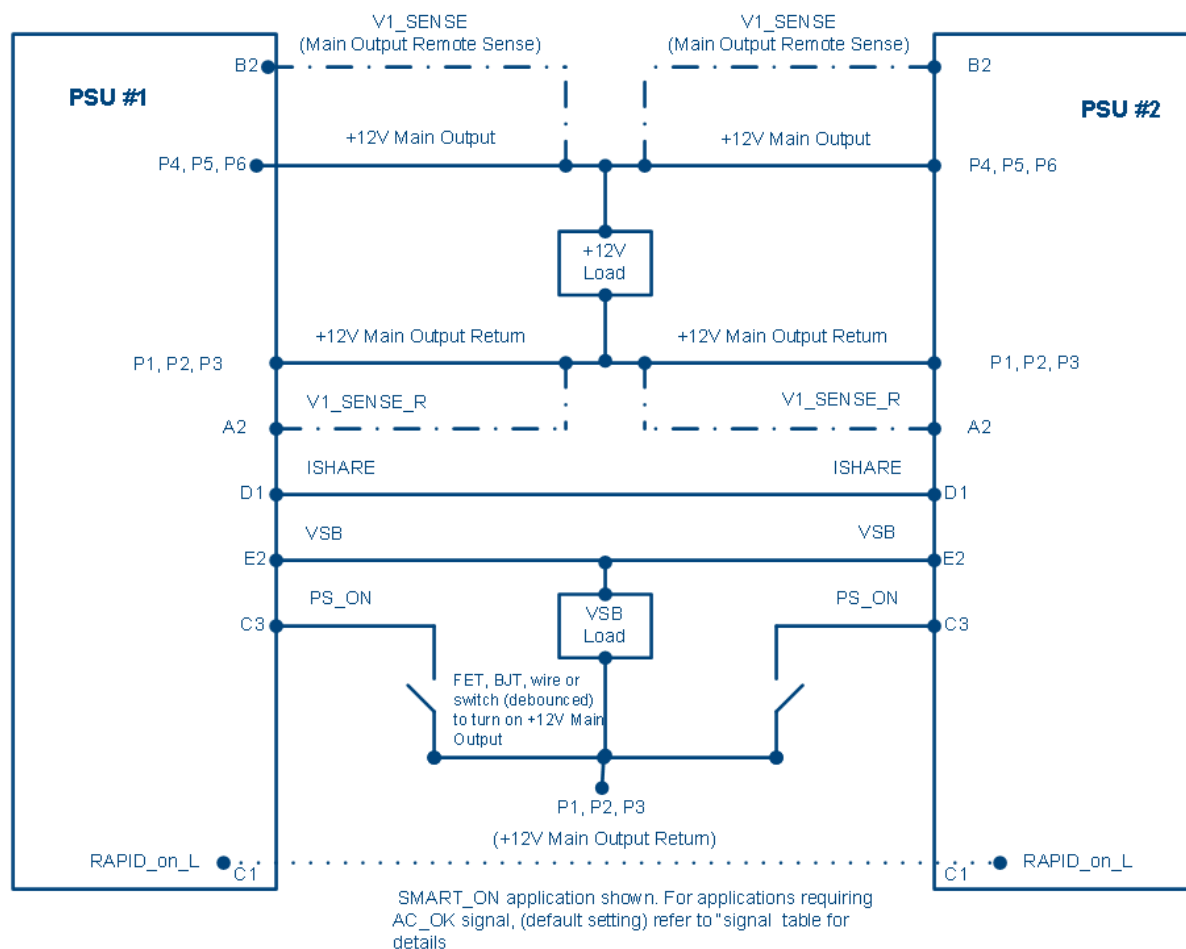 V1_SENSE
(Main Output Remote Sense)
V1_SENSE
(Main Output Remote Sense)
B2
B2
PSU #1
PSU #2
+12V Main Output
+12V Main Output
P4, P5, P6
P4, P5, P6
+12V
Load
+12V Main Output Return
+12V Main Output Return
P1, P2, P3
P1, P2, P3
V1_SENSE_R
V1_SENSE_R
A2
A2
ISHARE
ISHARE
D1
D1
VSB
VSB
E2
E2
PS_ON
PS_ON
C3
C3
VSB
Load
FET, BJT, wire or
switch (debounced)
to turn on +12V Main
Output
P1, P2, P3
(+12V Main Output Return)
RAPID_on_L
RAPID_on_L
C1
C1
SMART_ON application shown. For applications requiring
AC_OK signal, (default setting) refer to "signal table for
details